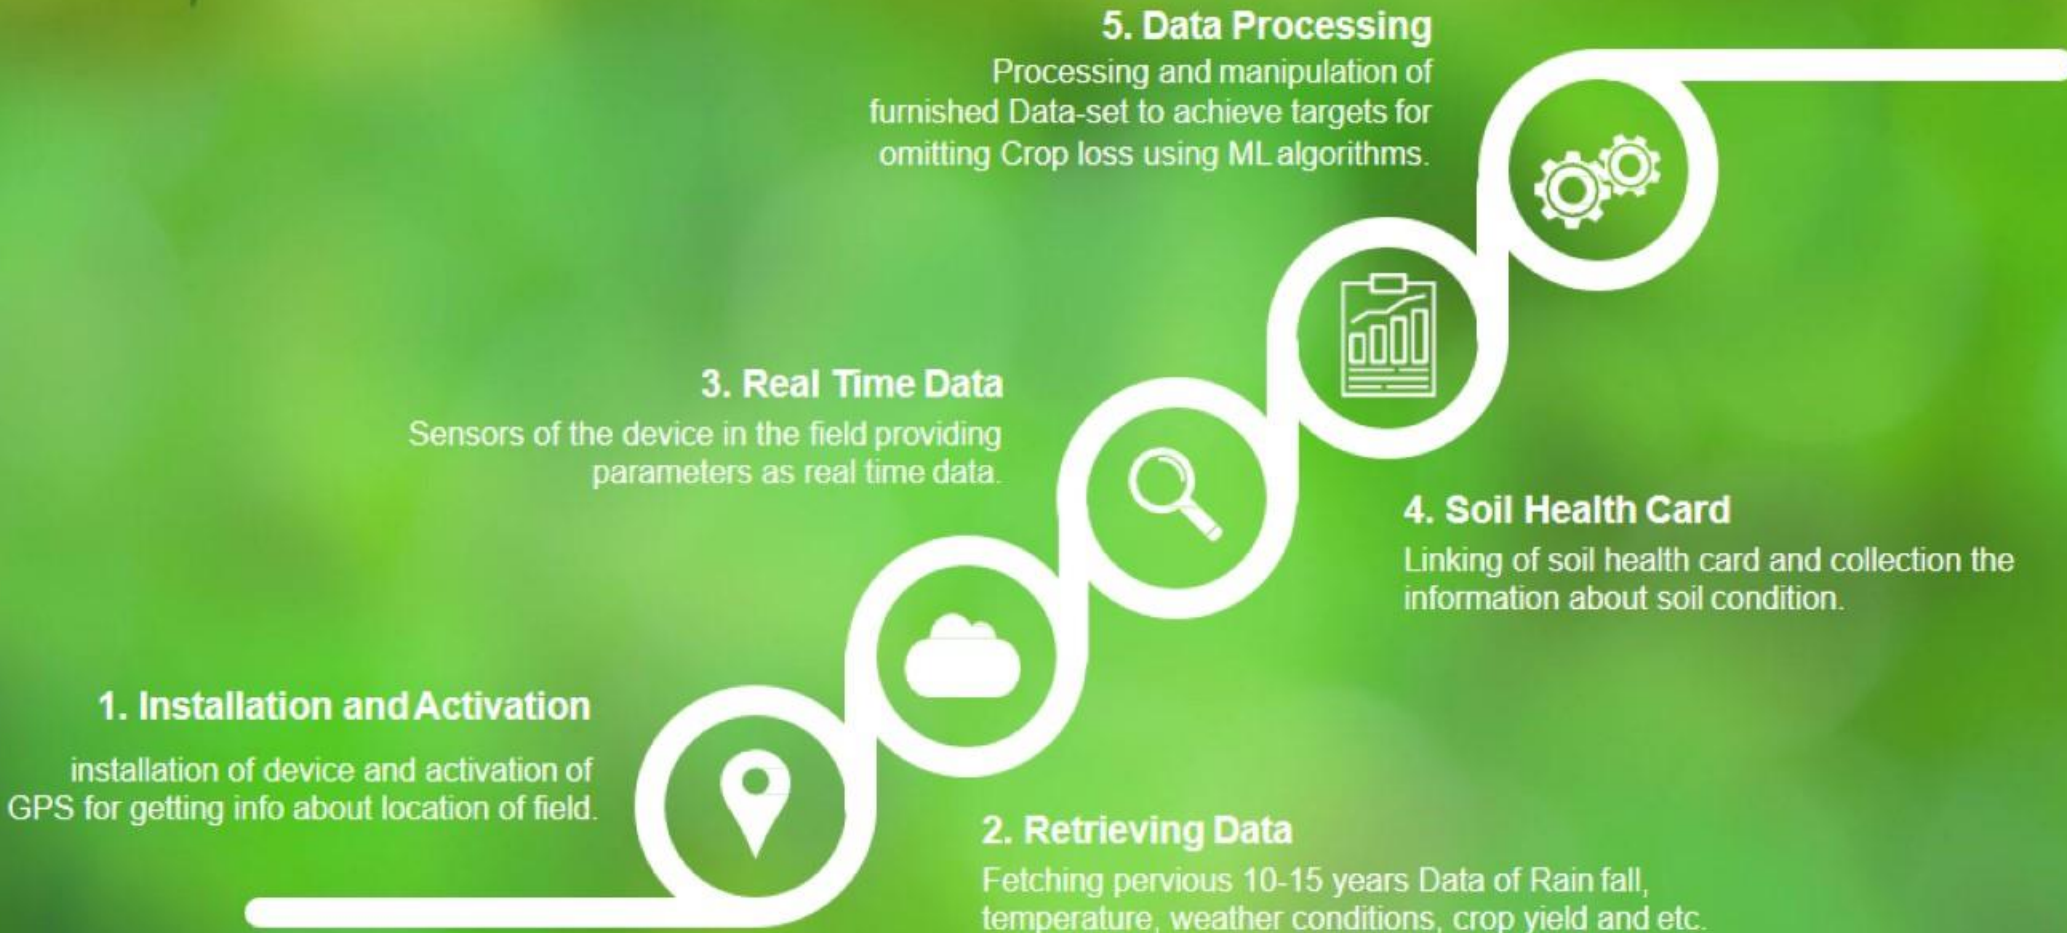 5. Data Processing
Processing and manipulation of
furnished Data-set to achieve targets for
omitting Crop loss using ML algorithms.
3. Real Time Data
Sensors of the device in the field providing
parameters as real time data.
4. Soil Health Card
Linking of soil health card and collection the
information about soil condition.
1. Installation and Activation
installation of device and activation of
GPS for getting info about location of field.
2. Retrieving Data
Fetching pervious 10-15 years Data of Rain fall,
temperature, weather conditions, crop yield and etc.